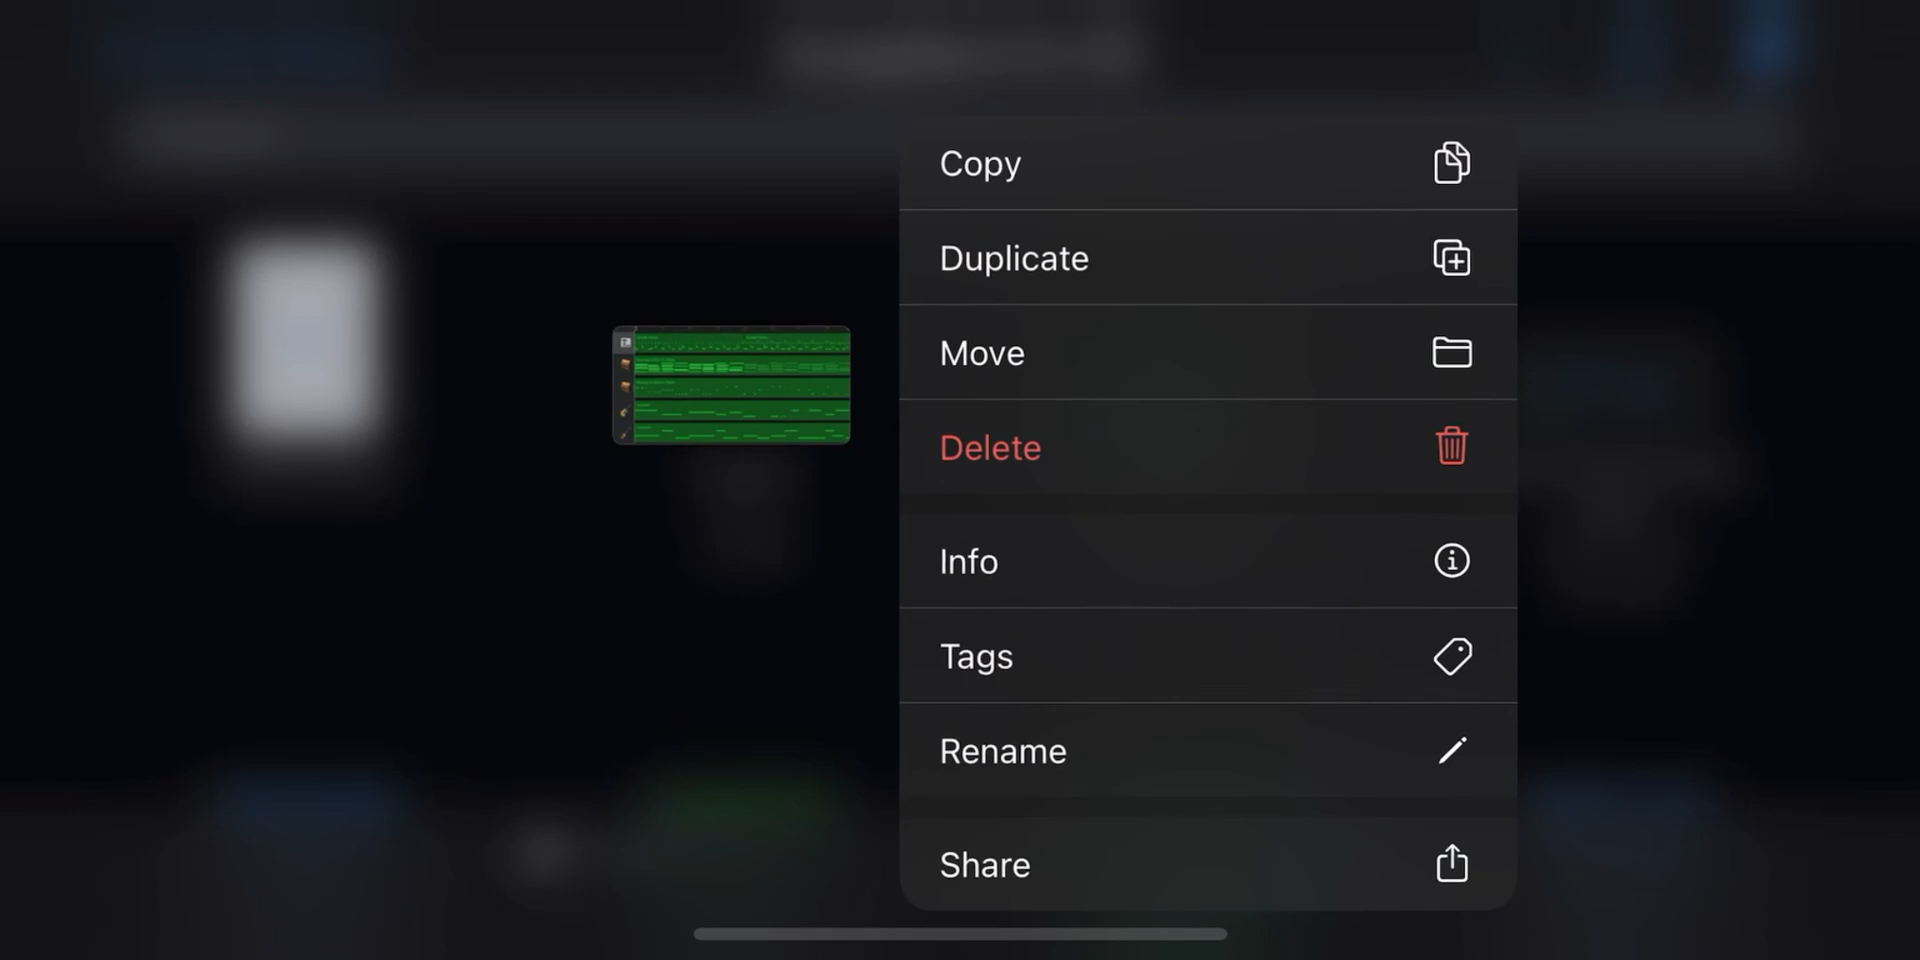 Copy
Duplicate
Move
Delete
Info
Tags
Rename
Share